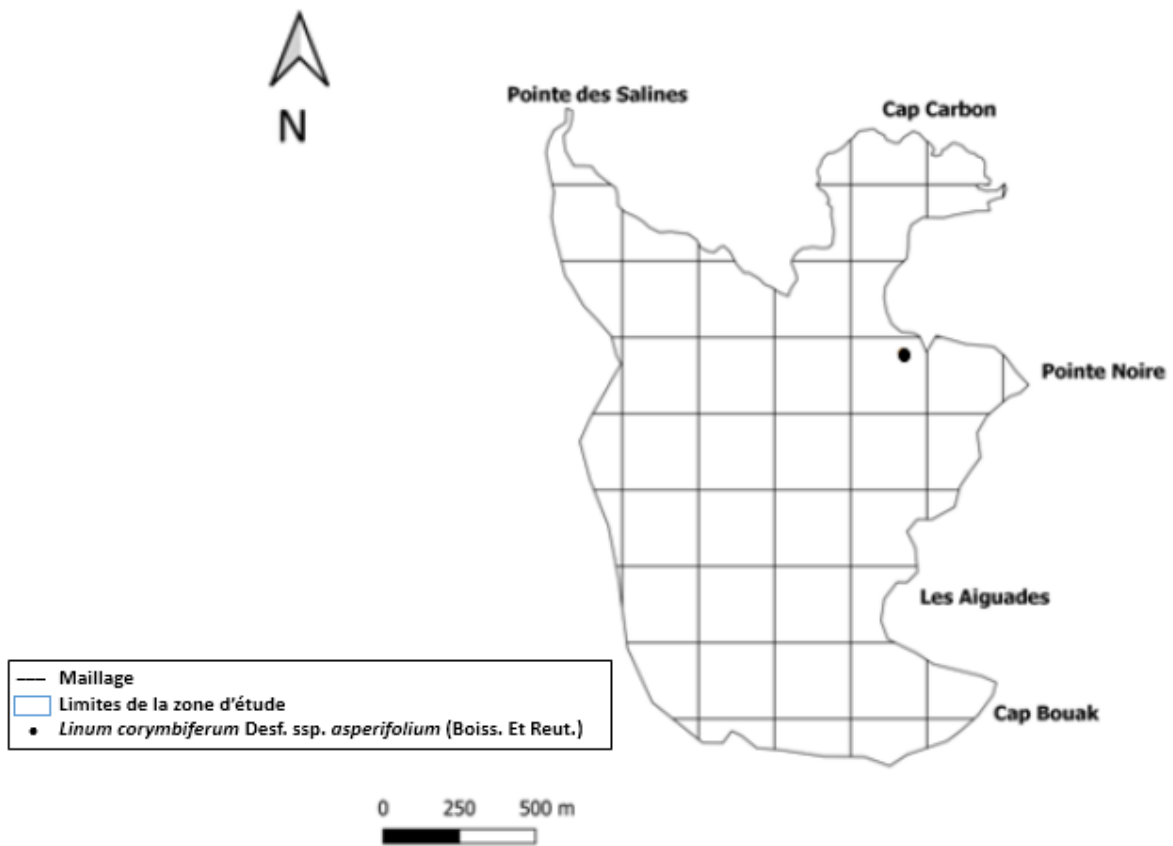 N
Pointe des Salines
Cap Carbon
Pointe Noire
Les Aiguades
Cap Bouak
Maillage
Limites de la zone d'étude
Linum corymbiferum Desf. ssp. asperifolium (Boiss. Et Reut.)
0 250 500 m